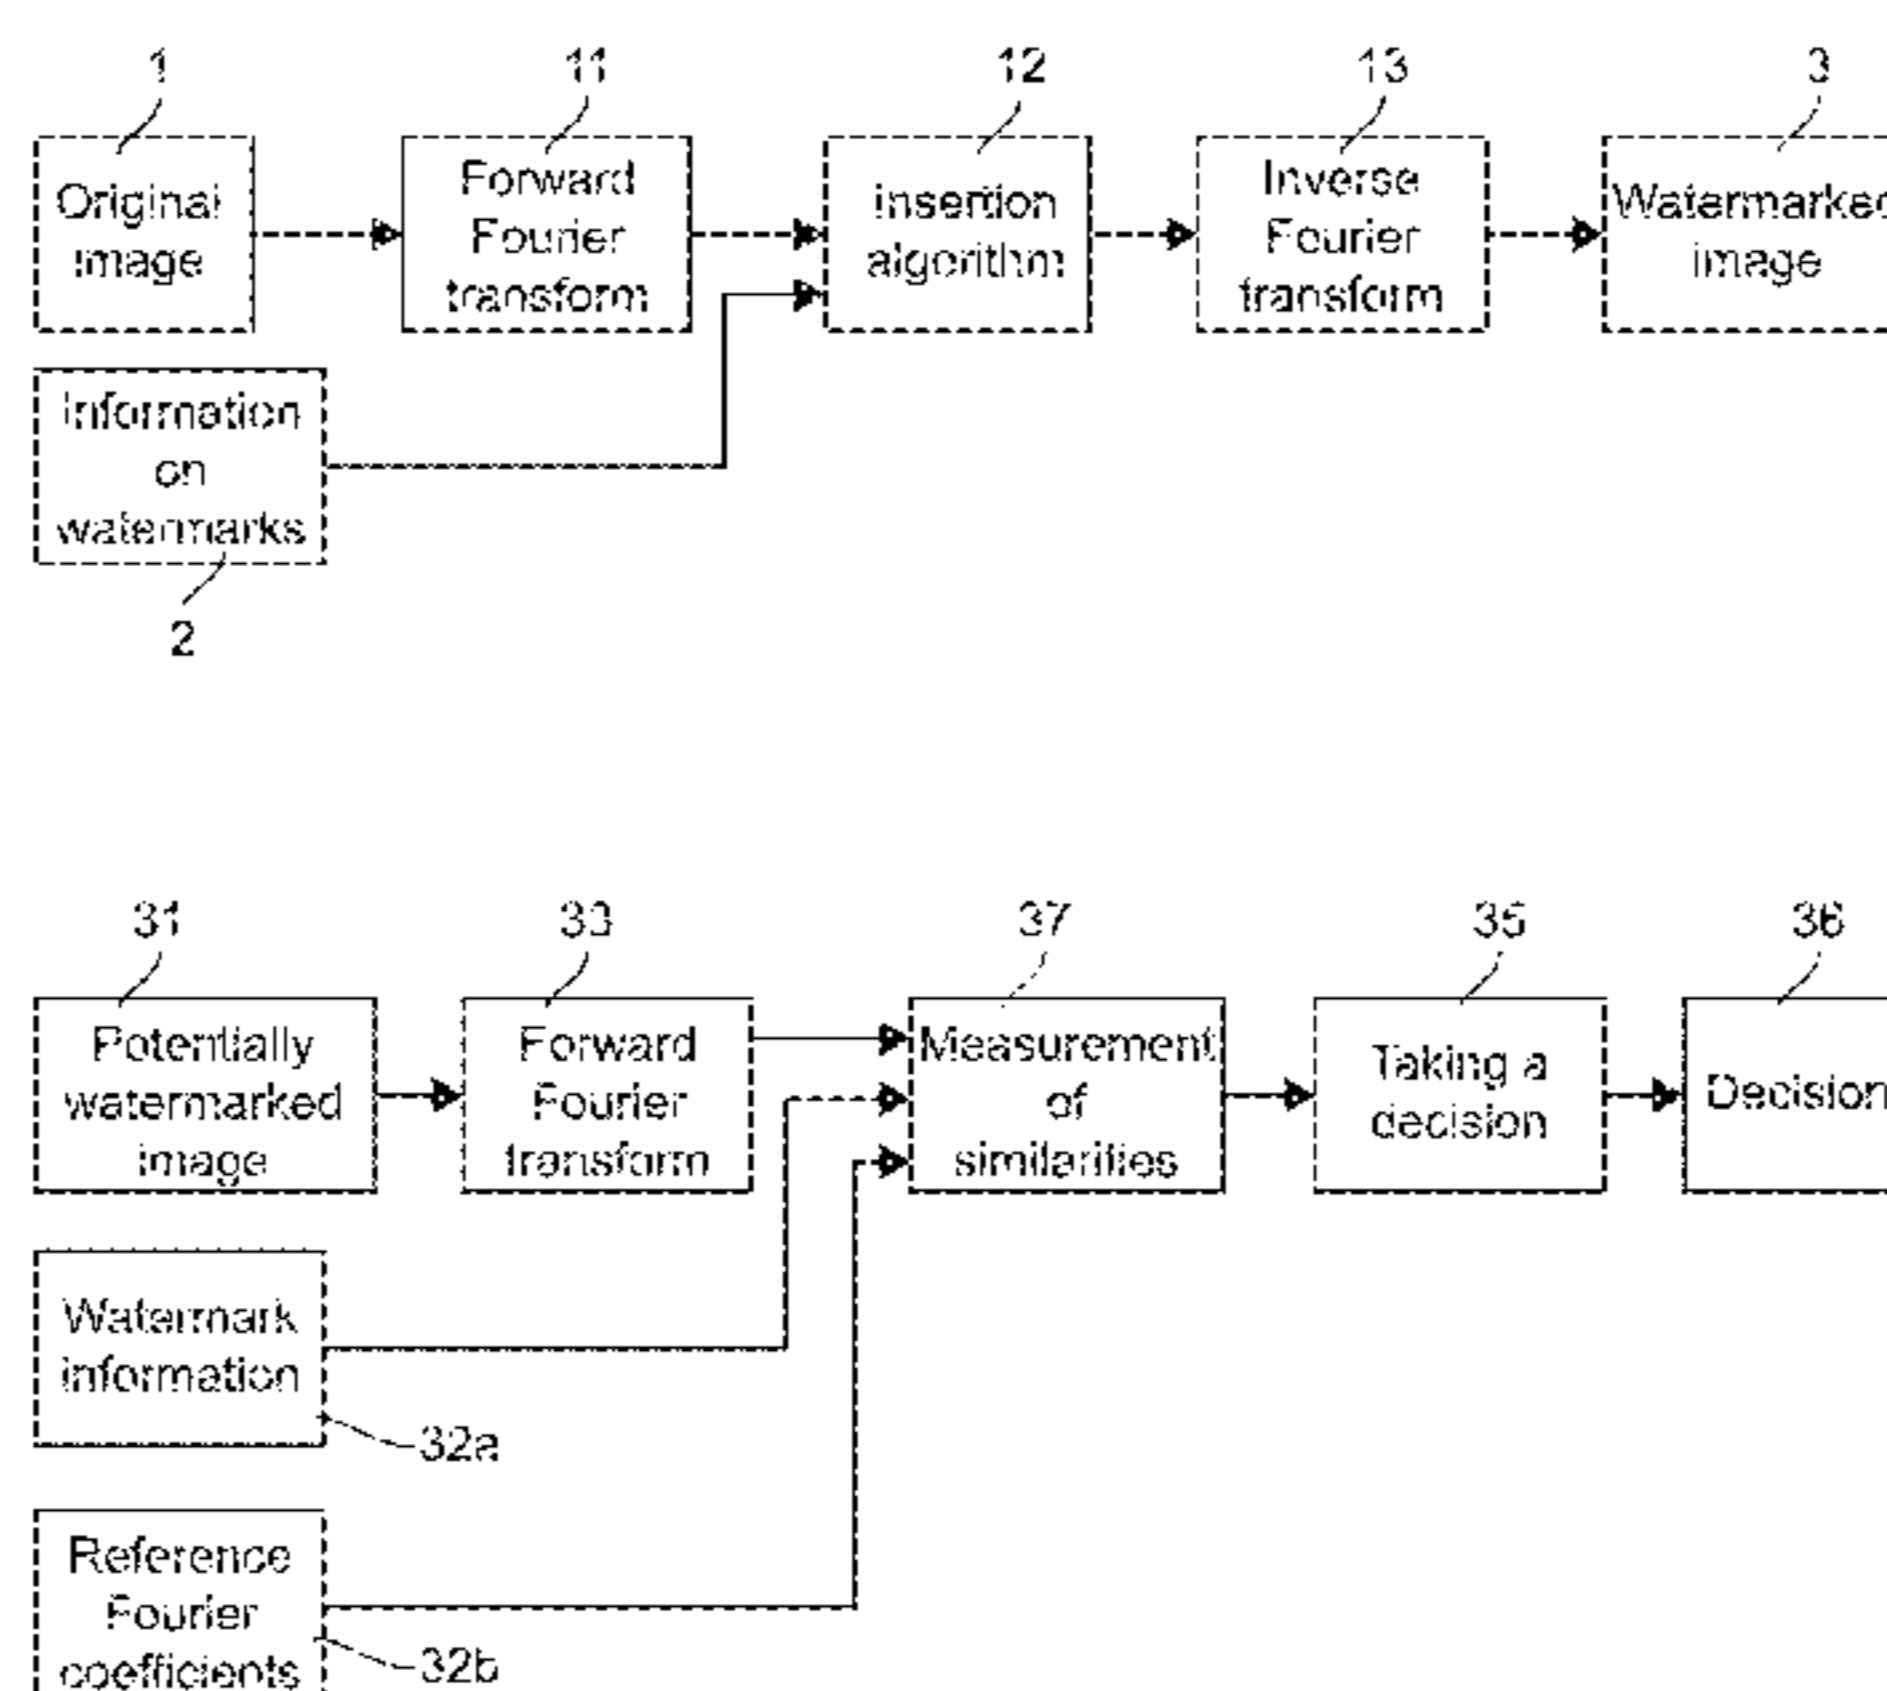 1
11
12
13
3
Original
image
Forward
Fourier
transform
insertion
algorithm
Inverse
Fourier
transform
Watermarked
image
Information
on
watermarks
2
31
33
37
35
36
Potentially
watermarked
image
Forward
Fourier
transform
Measurement
of
similarities
Taking a
decision
Decision
Watermark
information
32a
Reference
Fourier
coefficients
32b